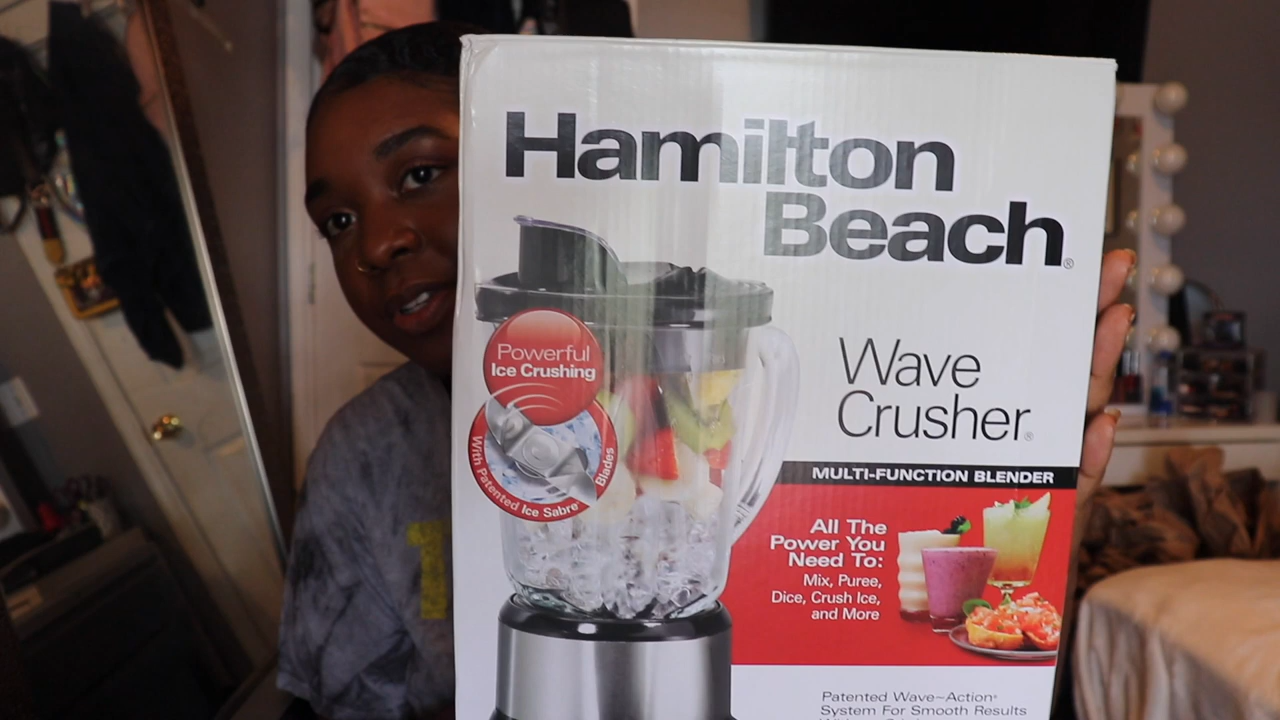 Hamilton
Beach®
Powerful
Ice Crushing
With Patented Ice Sabre™ Blades
Wave
Crusher®
MULTI-FUNCTION BLENDER
All The
Power You
Need To:
Mix, Puree,
Dice, Crush Ice,
and More
Patented Wave~Action®
System For Smooth Results